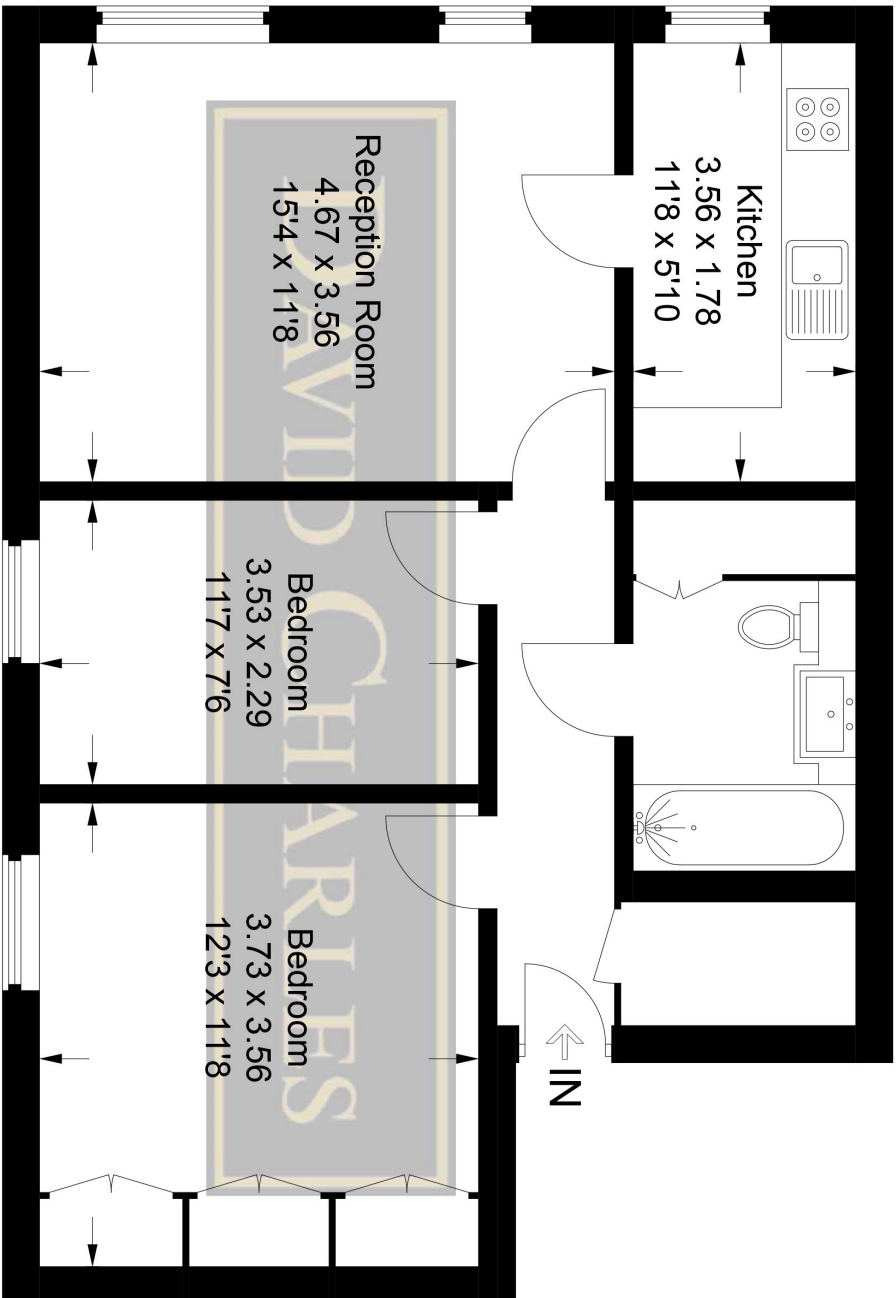 Kitchen
3.56 x 1.78
11'8 x 5'10
Reception Room
4.67 x 3.56
15'4 x 11'8
Bedroom
3.53 x 2.29
11'7 x 7'6
Bedroom
3.73 x 3.56
12'3 x 11'8
IN
DAVID CHARLES